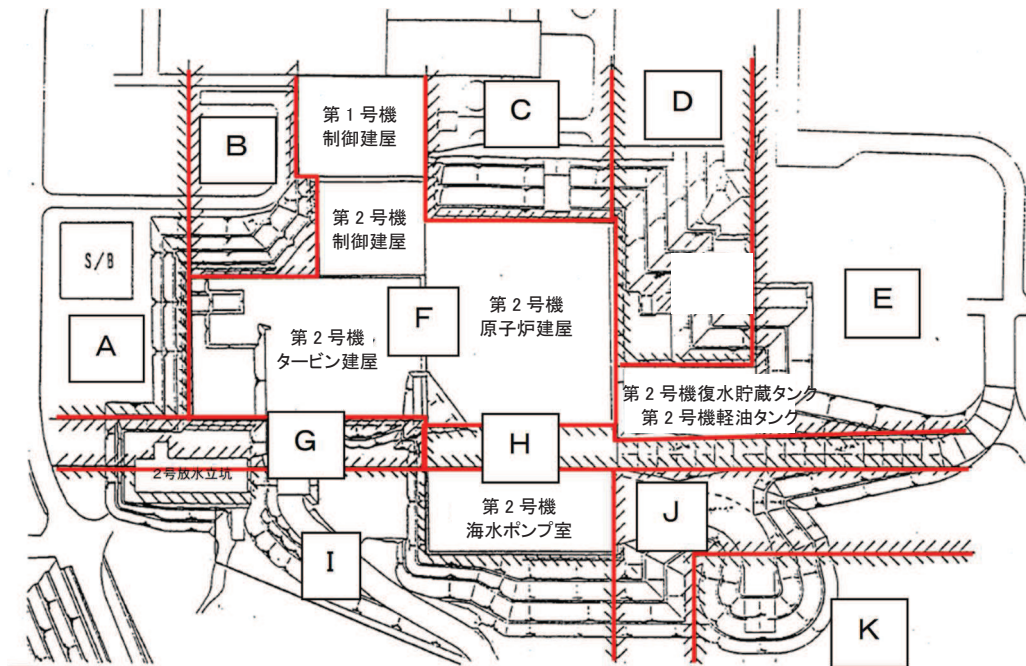 C
D
第１号機
制御建屋
B
第２号機
制御建屋
S/B
E
第２号機
原子炉建屋
F
A
第２号機
タービン建屋
第２号機復水貯蔵タンク
第２号機軽油タンク
G
H
２号放水立坑
第２号機
海水ポンプ室
J
I
K